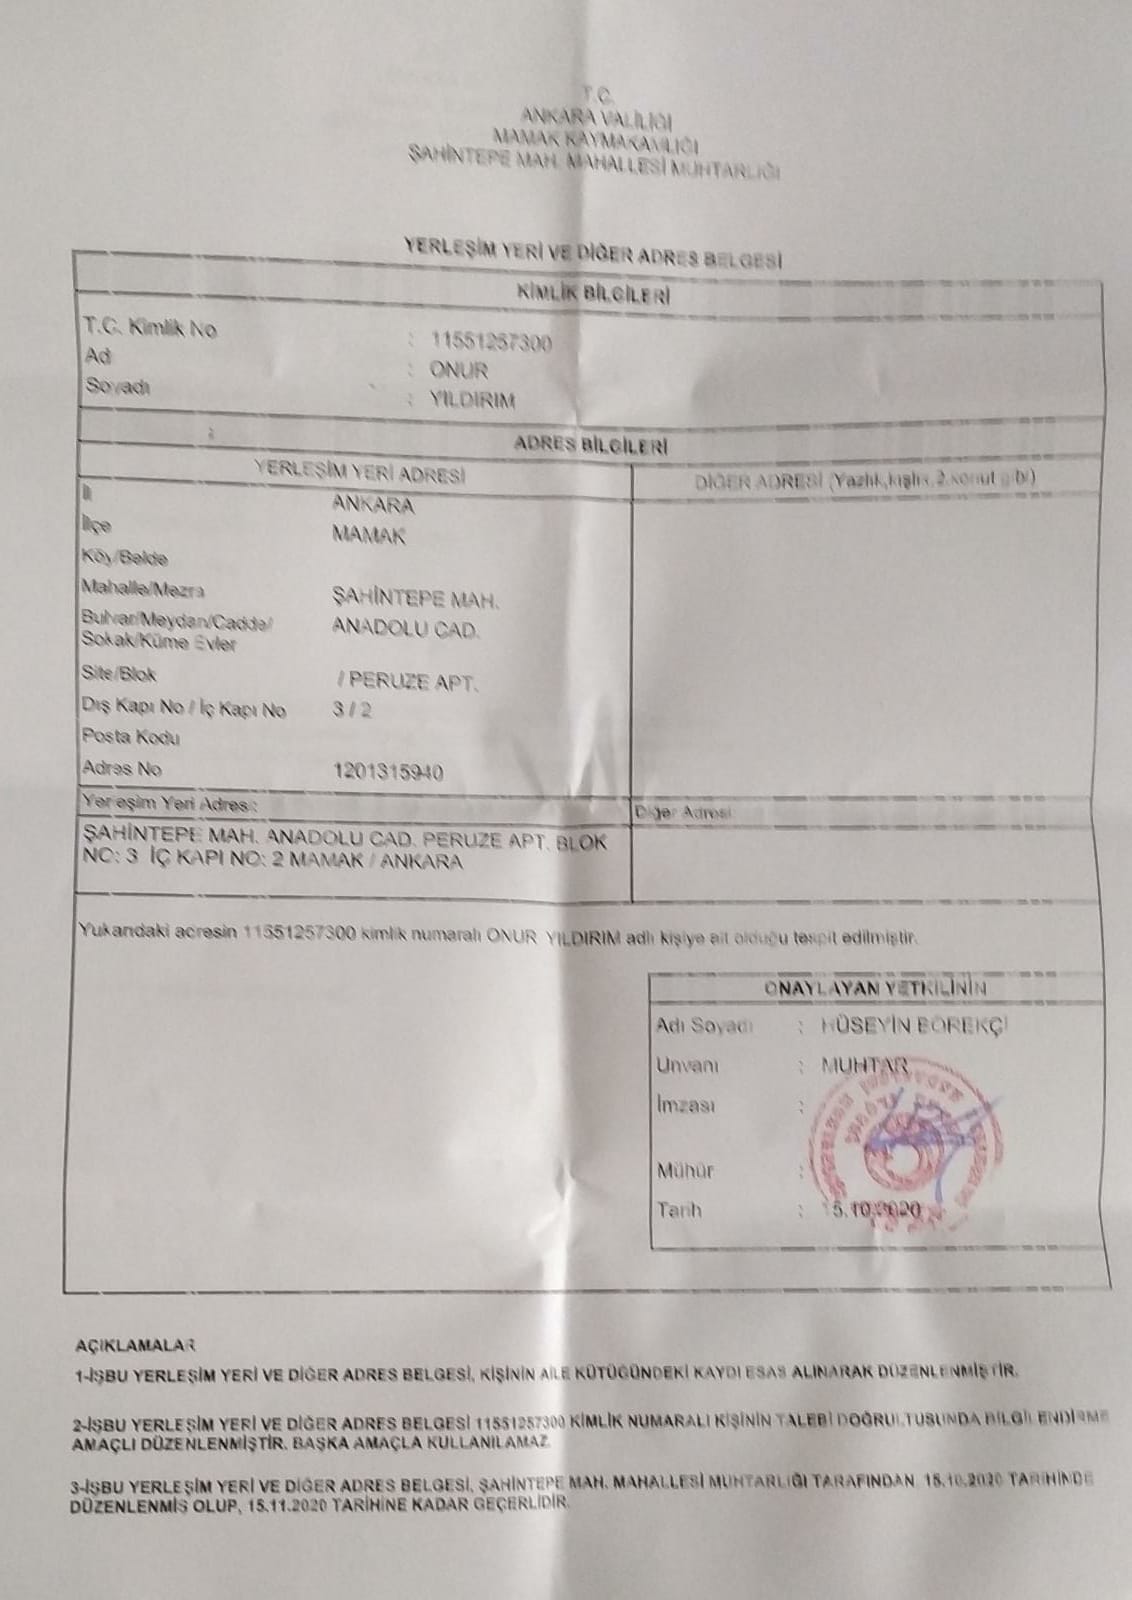 T.C.
ANKARA VALİLİĞİ
MAMAK KAYMAKAMLIĞI
ŞAHİNTEPE MAH. MAHALLESİ MUHTARLIĞI
YERLEŞİM YERİ VE DİĞER ADRES BELGESİ
KİMLİK BİLGİLERİ
T.C. Kimlik No : 11551257300
Ad : ONUR
Soyadı : YILDIRIM
ADRES BİLGİLERİ
YERLEŞİM YERİ ADRESİ DİĞER ADRESİ (Yazlık,kışlık,2.konut gibi)
İl ANKARA
İlçe MAMAK
Köy/Belde
Mahalle/Mezra ŞAHİNTEPE MAH.
Bulvar/Meydan/Cadde/ ANADOLU CAD.
Sokak/Küme Evler
Site/Blok / PERUZE APT.
Dış Kapı No / İç Kapı No 3 / 2
Posta Kodu
Adres No 1201315940
Yerleşim Yeri Adresi : Diğer Adresi
ŞAHİNTEPE MAH. ANADOLU CAD. PERUZE APT. BLOK
NO: 3 İÇ KAPI NO: 2 MAMAK / ANKARA
Yukarıdaki adresin 11551257300 kimlik numaralı ONUR YILDIRIM adlı kişiye ait olduğu tespit edilmiştir.
ONAYLAYAN YETKİLİNİN
Adı Soyadı : HÜSEYİN BÖREKÇİ
Unvanı : MUHTAR
İmzası :
Mühür :
Tarih : 15.10.2020
AÇIKLAMALAR
1-İŞBU YERLEŞİM YERİ VE DİĞER ADRES BELGESİ, KİŞİNİN AİLE KÜTÜĞÜNDEKİ KAYDI ESAS ALINARAK DÜZENLENMİŞTİR.
2-İŞBU YERLEŞİM YERİ VE DİĞER ADRES BELGESİ 11551257300 KİMLİK NUMARALI KİŞİNİN TALEBİ DOĞRULTUSUNDA BİLGİLENDİRME
AMAÇLI DÜZENLENMİŞTİR. BAŞKA AMAÇLA KULLANILAMAZ.
3-İŞBU YERLEŞİM YERİ VE DİĞER ADRES BELGESİ, ŞAHİNTEPE MAH. MAHALLESİ MUHTARLIĞI TARAFINDAN 15.10.2020 TARİHİNDE
DÜZENLENMİŞ OLUP, 15.11.2020 TARİHİNE KADAR GEÇERLİDİR.